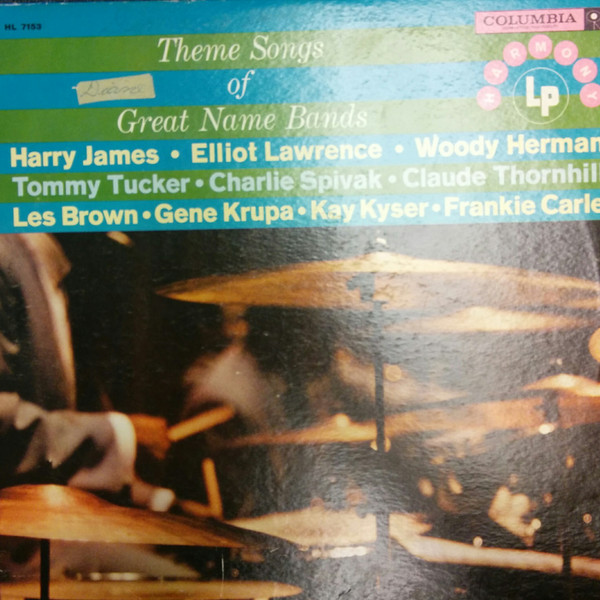 HL 7153
COLUMBIA
HARMONY
Lp
Theme Songs
of
Great Name Bands
Harry James • Elliot Lawrence • Woody Herman
Tommy Tucker • Charlie Spivak • Claude Thornhill
Les Brown • Gene Krupa • Kay Kyser • Frankie Carle